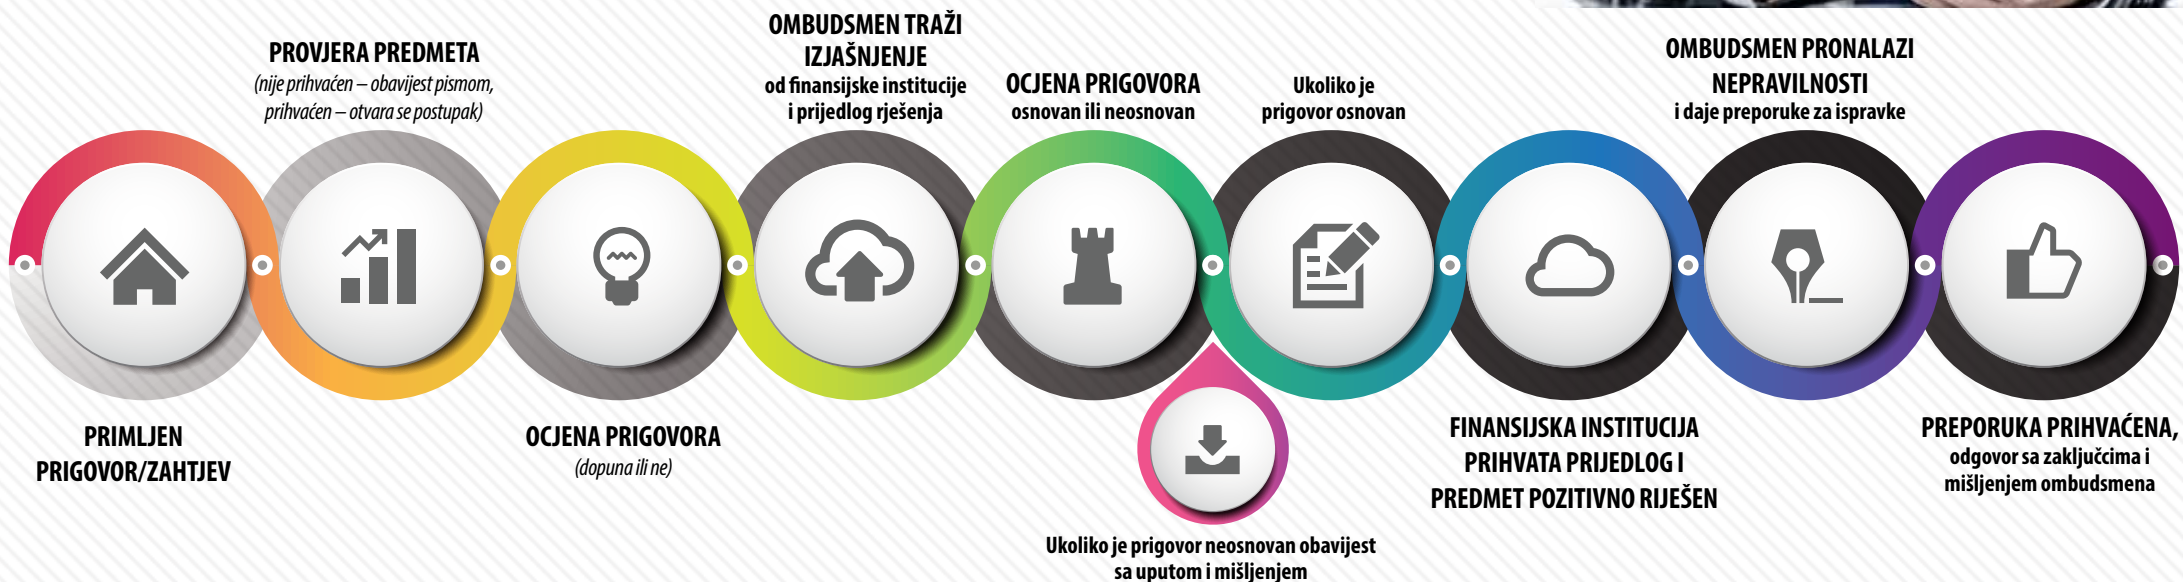 PRIMLJEN
PRIGOVOR/ZAHTJEV
PROVJERA PREDMETA
(nije prihvaćen – obavijest pismom,
prihvaćen – otvara se postupak)
OCJENA PRIGOVORA
(dopuna ili ne)
OMBUDSMEN TRAŽI
IZJAŠNJENJE
od finansijske institucije
i prijedlog rješenja
OCJENA PRIGOVORA
osnovan ili neosnovan
Ukoliko je prigovor neosnovan obavijest
sa uputom i mišljenjem
Ukoliko je
prigovor osnovan
FINANSIJSKA INSTITUCIJA
PRIHVATA PRIJEDLOG I
PREDMET POZITIVNO RIJEŠEN
OMBUDSMEN PRONALAZI
NEPRAVILNOSTI
i daje preporuke za ispravke
PREPORUKA PRIHVAĆENA,
odgovor sa zaključcima i
mišljenjem ombudsmena